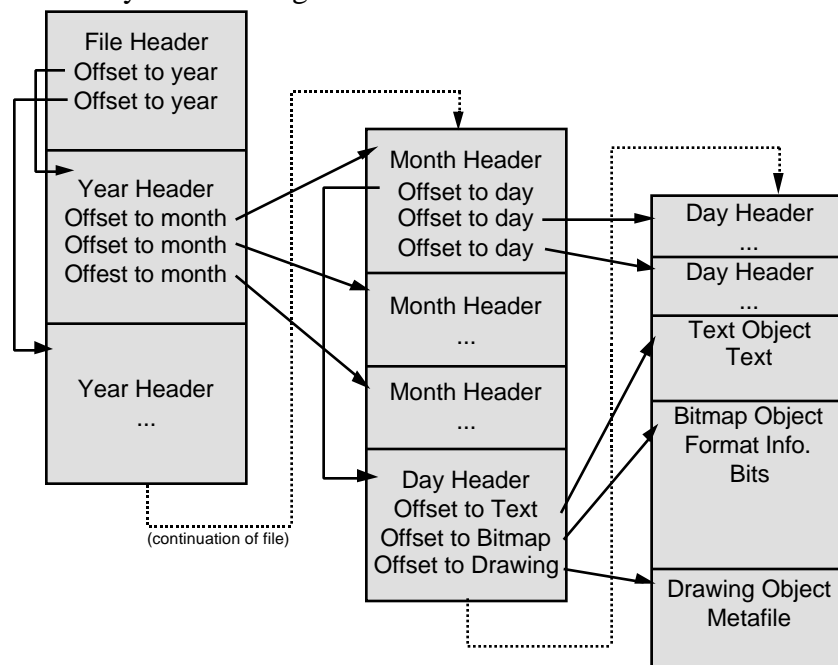 File Header
Offset to year
Offset to year
Year Header
Offset to month
Offset to month
Offest to month
Year Header
...
(continuation of file)
Month Header
Offset to day
Offset to day
Offset to day
Month Header
...
Month Header
...
Day Header
Offset to Text
Offset to Bitmap
Offset to Drawing
Day Header
...
Day Header
...
Text Object
Text
Bitmap Object
Format Info.
Bits
Drawing Object
Metafile